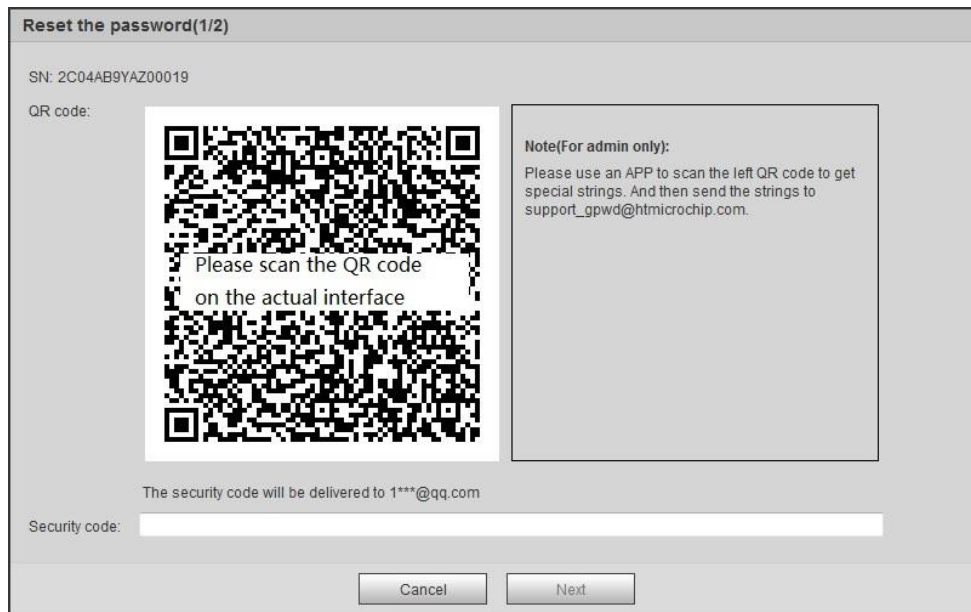 Reset the password(1/2)
SN: 2C04AB9YAZ00019
QR code:
Please scan the QR code
on the actual interface
Note(For admin only):
Please use an APP to scan the left QR code to get
special strings. And then send the strings to
support_gpwd@htmicrochip.com.
The security code will be delivered to 1***@qq.com
Security code:
Cancel
Next